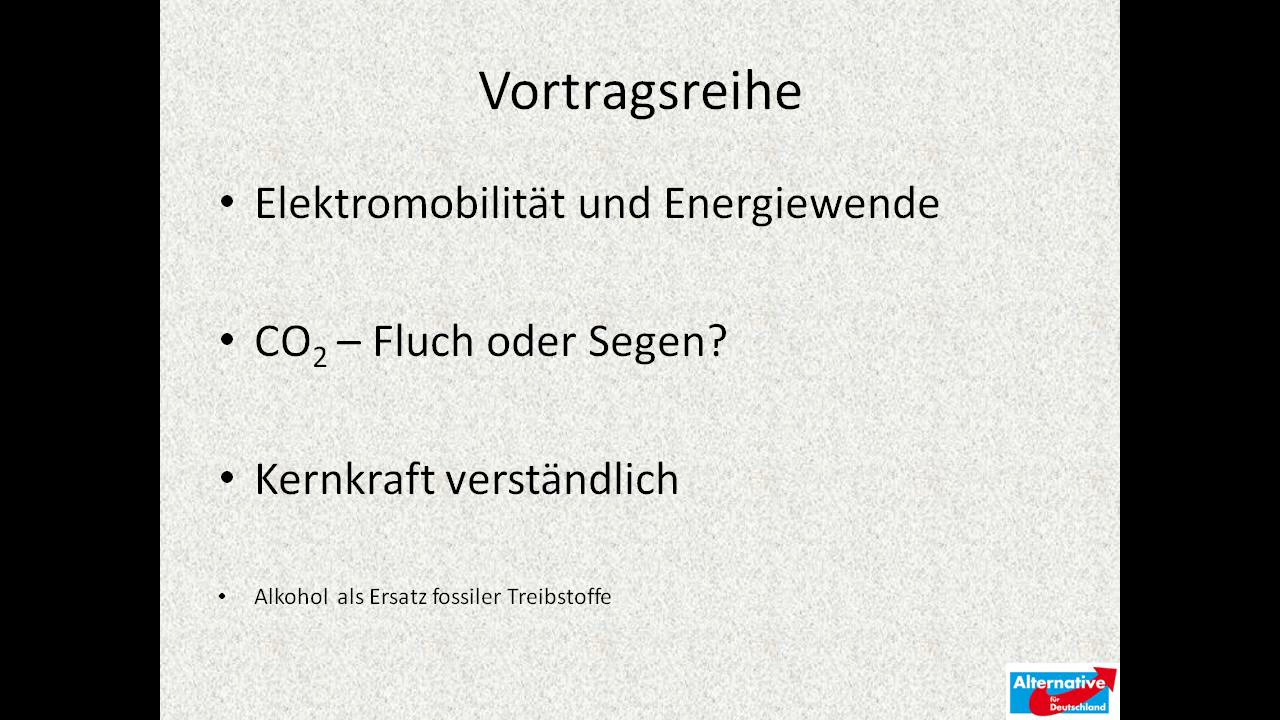 Vortragsreihe
• Elektromobilität und Energiewende
• CO₂ – Fluch oder Segen?
• Kernkraft verständlich
• Alkohol als Ersatz fossiler Treibstoffe
Alternative
für
Deutschland